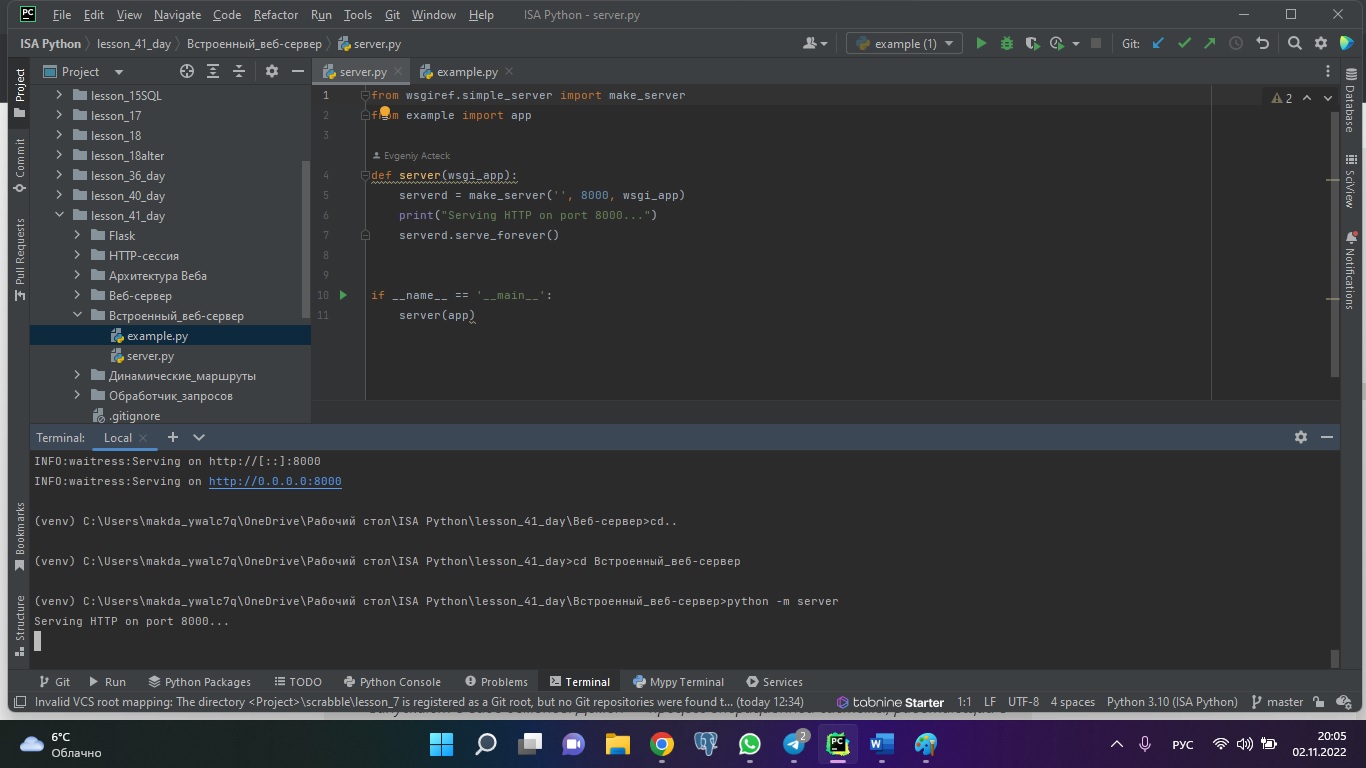 File Edit View Navigate Code Refactor Run Tools Git Window Help ISA Python - server.py
ISA Python lesson_41_day Встроенный_веб-сервер server.py example (1) Git:
Project server.py example.py
lesson_15SQL
lesson_17
lesson_18
lesson_18alter
lesson_36_day
lesson_40_day
lesson_41_day
Flask
HTTP-сессия
Архитектура Веба
Веб-сервер
Встроенный_веб-сервер
example.py
server.py
Динамические_маршруты
Обработчик_запросов
.gitignore
1 from wsgiref.simple_server import make_server
2 from example import app
3
Evgeniy Acteck
4 def server(wsgi_app):
5 serverd = make_server('', 8000, wsgi_app)
6 print("Serving HTTP on port 8000...")
7 serverd.serve_forever()
8
9
10 if __name__ == '__main__':
11 server(app)
2
Project
Commit
Pull Requests
Bookmarks
Structure
Database
SciView
Notifications
Terminal: Local
INFO:waitress:Serving on http://[::]:8000
INFO:waitress:Serving on http://0.0.0.0:8000
(venv) C:\Users\makda_ywalc7q\OneDrive\Рабочий стол\ISA Python\lesson_41_day\Веб-сервер>cd..
(venv) C:\Users\makda_ywalc7q\OneDrive\Рабочий стол\ISA Python\lesson_41_day>cd Встроенный_веб-сервер
(venv) C:\Users\makda_ywalc7q\OneDrive\Рабочий стол\ISA Python\lesson_41_day\Встроенный_веб-сервер>python -m server
Serving HTTP on port 8000...
Git Run Python Packages TODO Python Console Problems Terminal Mypy Terminal Services
Invalid VCS root mapping: The directory <Project>\scrabble\lesson_7 is registered as a Git root, but no Git repositories were found t... (today 12:34) tabnine Starter 1:1 LF UTF-8 4 spaces Python 3.10 (ISA Python) master
6°C
Облачно
2
РУС
20:05
02.11.2022